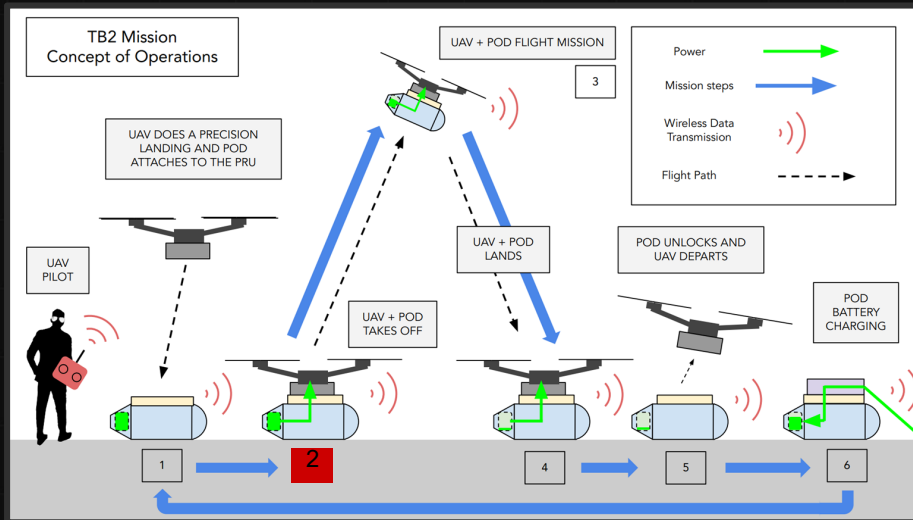 TB2 Mission
Concept of Operations
UAV + POD FLIGHT MISSION
3
Power
Mission steps
Wireless Data
Transmission
Flight Path
UAV DOES A PRECISION
LANDING AND POD
ATTACHES TO THE PRU
UAV
PILOT
UAV + POD
TAKES OFF
UAV + POD
LANDS
POD UNLOCKS AND
UAV DEPARTS
POD
BATTERY
CHARGING
1
2
4
5
6